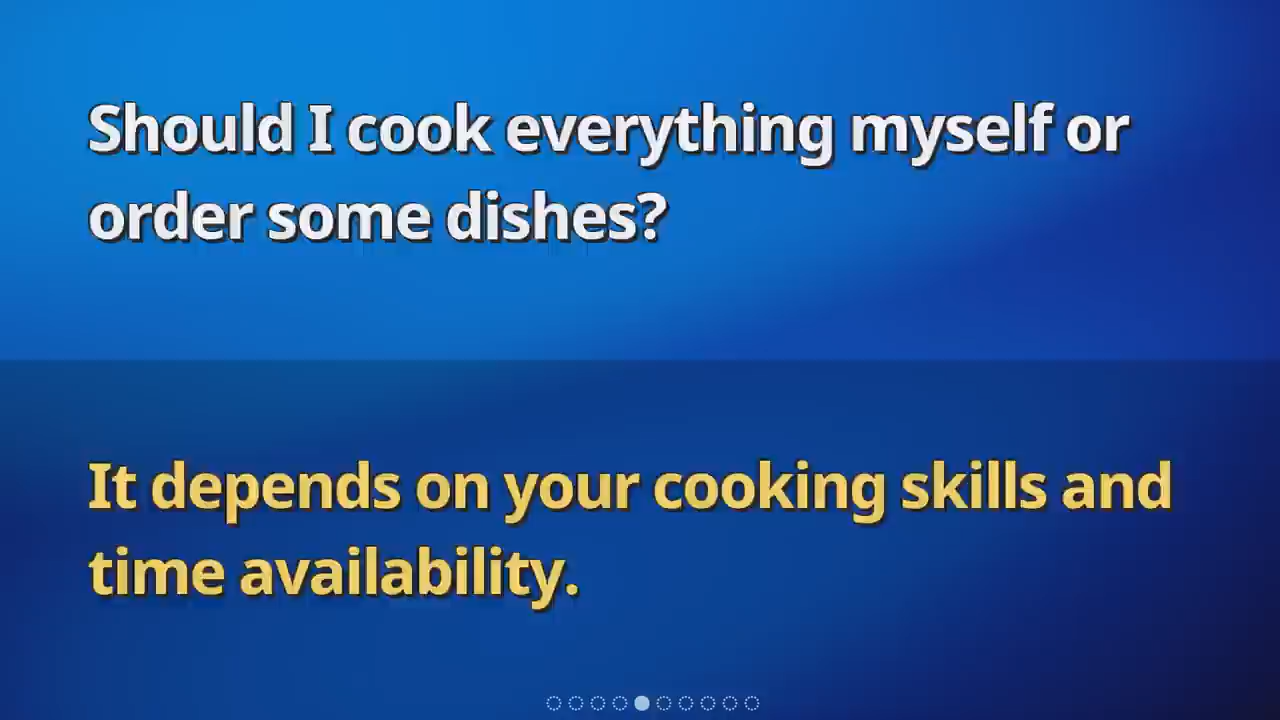 Should I cook everything myself or
order some dishes?
It depends on your cooking skills and
time availability.